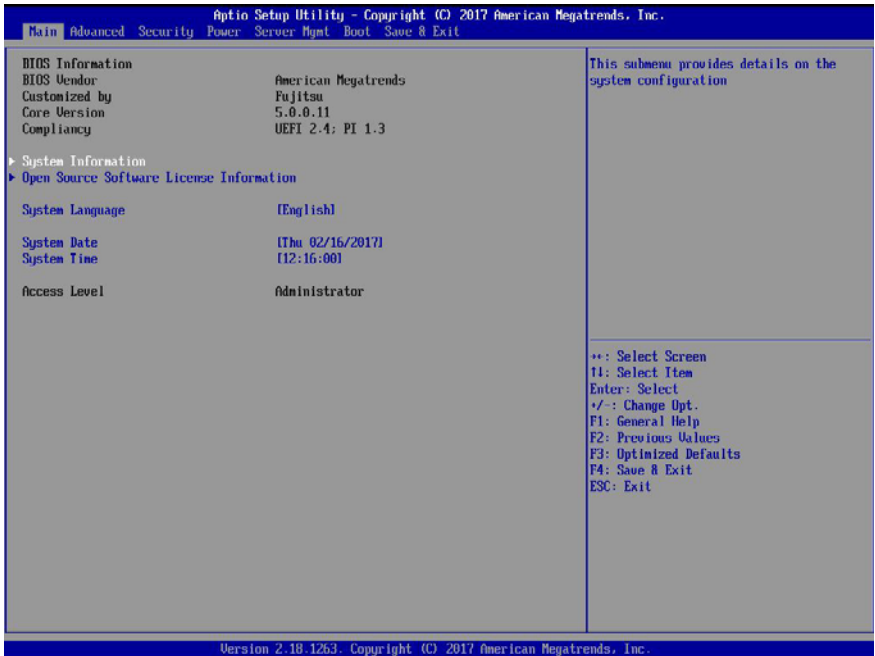 Aptio Setup Utility - Copyright (C) 2017 American Megatrends, Inc.
Main Advanced Security Power Server Mgmt Boot Save & Exit
BIOS Information
BIOS Vendor American Megatrends
Customized by Fujitsu
Core Version 5.0.0.11
Compliancy UEFI 2.4; PI 1.3
► System Information
► Open Source Software License Information
System Language [English]
System Date [Thu 02/16/2017]
System Time [12:16:00]
Access Level Administrator
This submenu provides details on the
system configuration
→←: Select Screen
↑↓: Select Item
Enter: Select
+/-: Change Opt.
F1: General Help
F2: Previous Values
F3: Optimized Defaults
F4: Save & Exit
ESC: Exit
Version 2.18.1263. Copyright (C) 2017 American Megatrends, Inc.